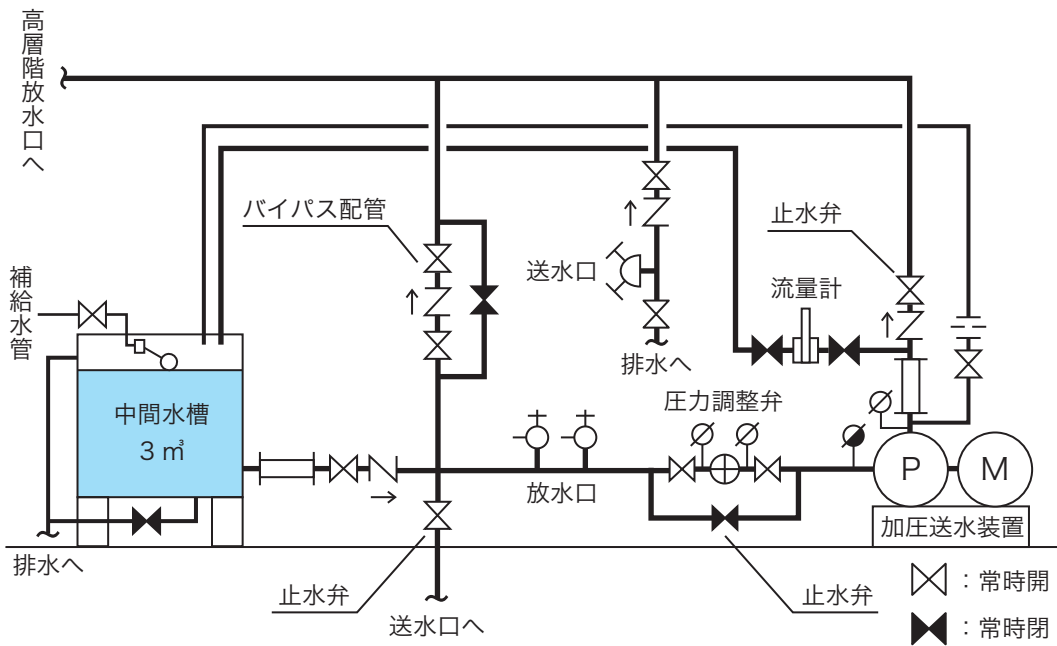 高層階放水口へ
バイパス配管
送水口
止水弁
流量計
補給水管
排水へ
中間水槽
3 ㎥
圧力調整弁
放水口
P
M
加圧送水装置
排水へ
止水弁
送水口へ
止水弁
：常時開
：常時閉